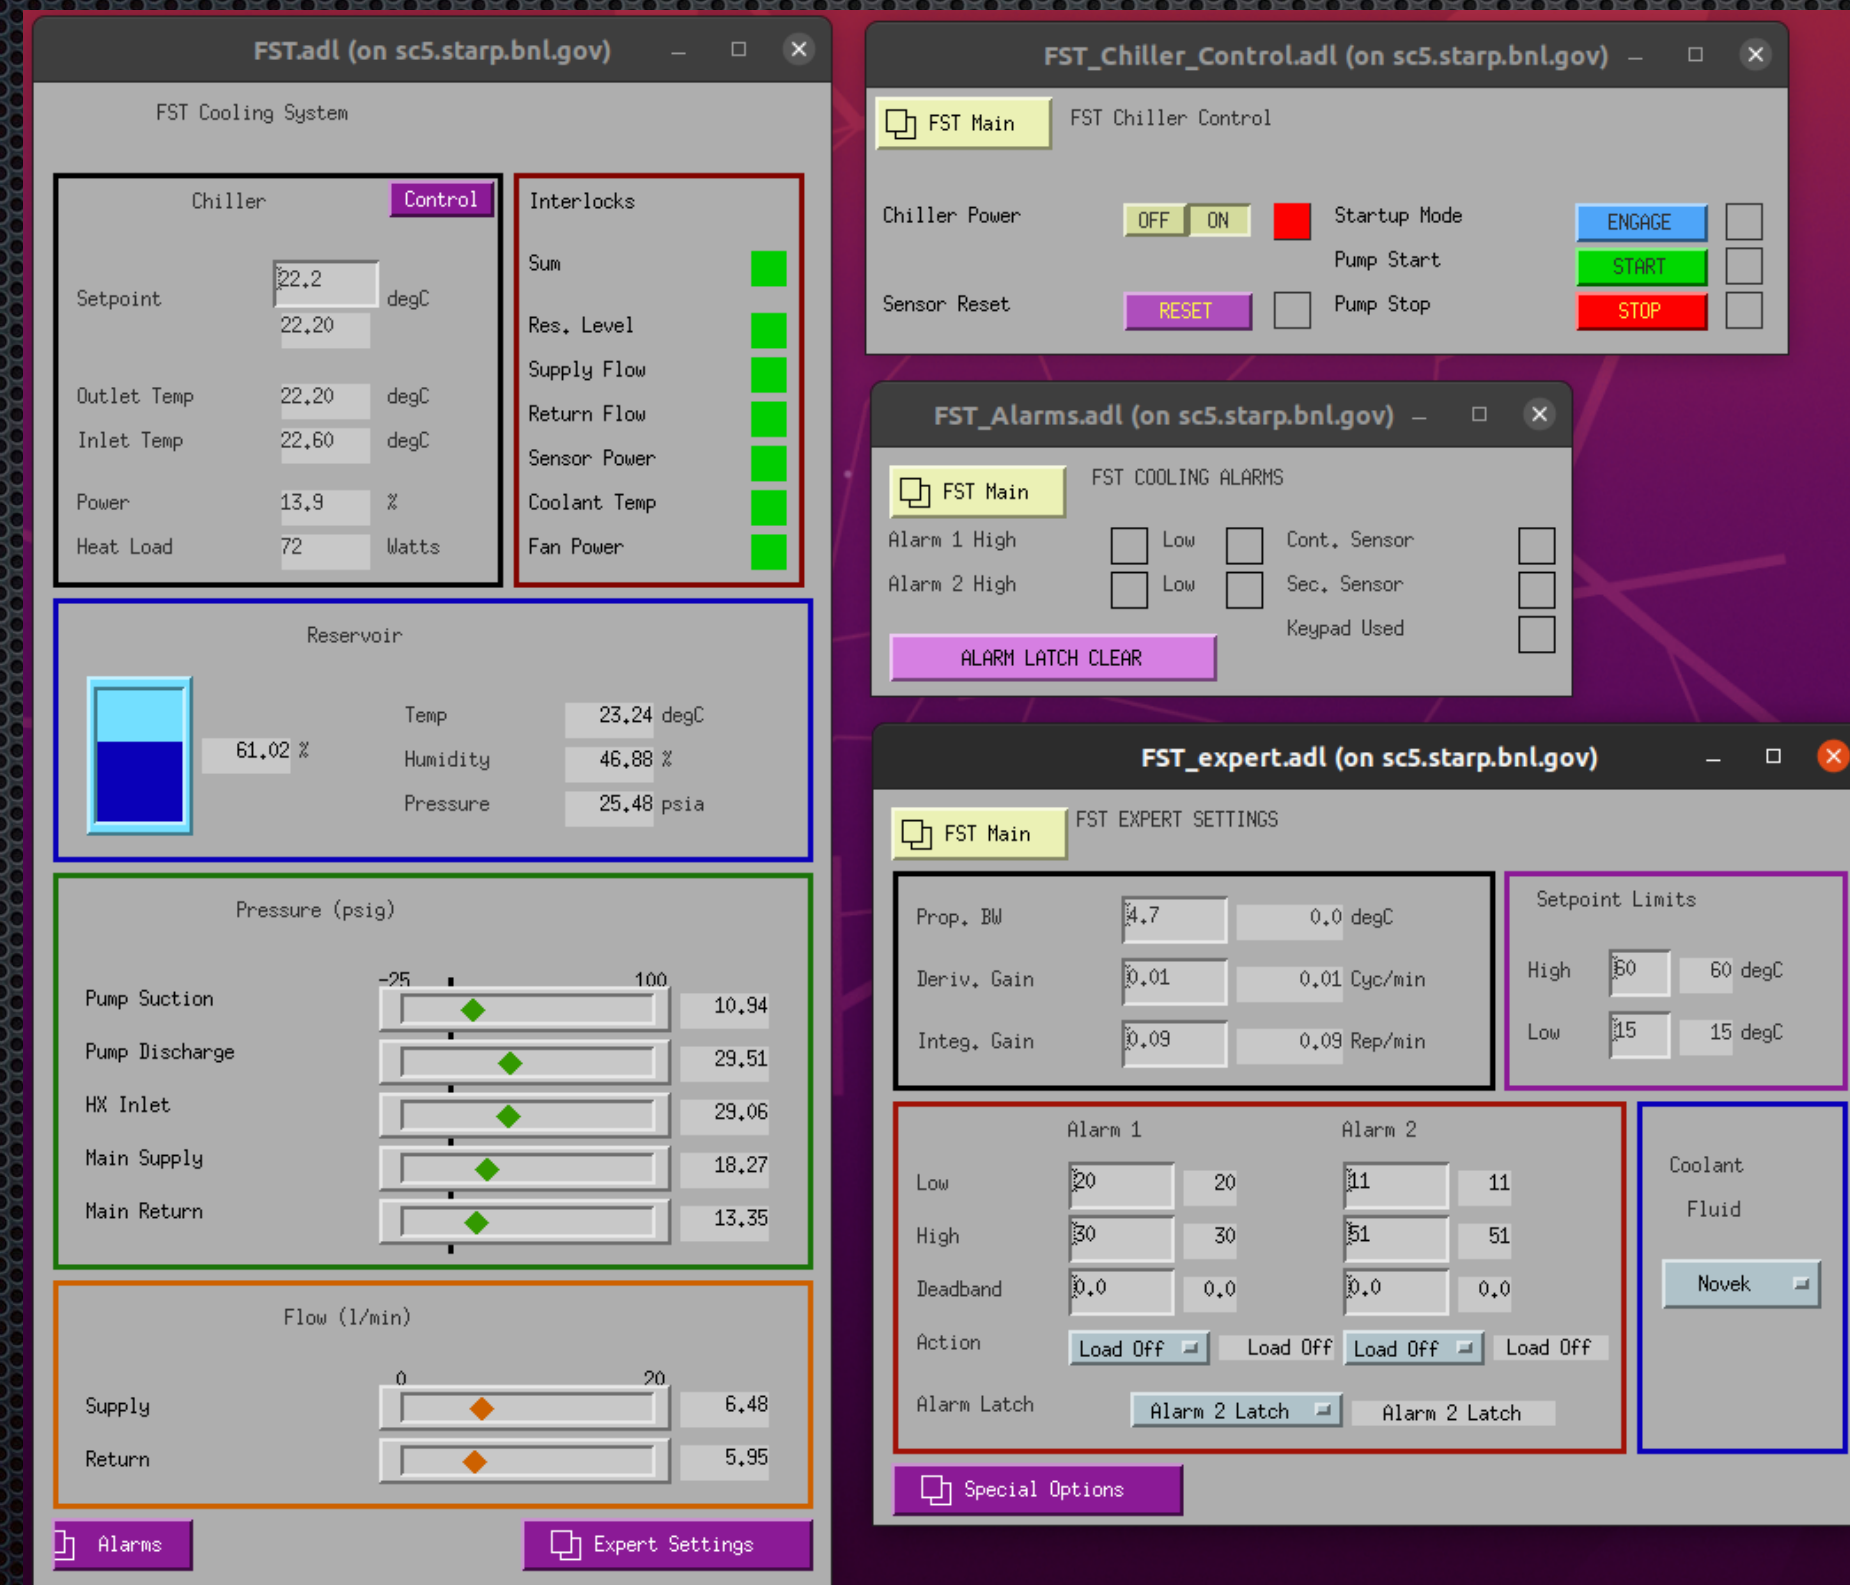 FST.adl (on sc5.starp.bnl.gov)
FST Cooling System
Chiller
Control
Setpoint
22.2
degC
22.20
Outlet Temp 22.20 degC
Inlet Temp 22.60 degC
Power 13.9 %
Heat Load 72 Watts
Interlocks
Sum
Res. Level
Supply Flow
Return Flow
Sensor Power
Coolant Temp
Fan Power
Reservoir
61.02 %
Temp 23.24 degC
Humidity 46.88 %
Pressure 25.48 psia
Pressure (psig)
-25 100
Pump Suction 10.94
Pump Discharge 29.51
HX Inlet 29.06
Main Supply 18.27
Main Return 13.35
Flow (l/min)
0 20
Supply 6.48
Return 5.95
Alarms
Expert Settings
FST_Chiller_Control.adl (on sc5.starp.bnl.gov)
FST Main
FST Chiller Control
Chiller Power OFF ON
Startup Mode ENGAGE
Pump Start START
Sensor Reset RESET
Pump Stop STOP
FST_Alarms.adl (on sc5.starp.bnl.gov)
FST Main
FST COOLING ALARMS
Alarm 1 High Low Cont. Sensor
Alarm 2 High Low Sec. Sensor
Keypad Used
ALARM LATCH CLEAR
FST_expert.adl (on sc5.starp.bnl.gov)
FST Main
FST EXPERT SETTINGS
Prop. BW 4.7 0.0 degC
Deriv. Gain 0.01 0.01 Cyc/min
Integ. Gain 0.09 0.09 Rep/min
Setpoint Limits
High 60 60 degC
Low 15 15 degC
Alarm 1 Alarm 2
Low 20 20 11 11
High 30 30 51 51
Deadband 0.0 0.0 0.0 0.0
Action Load Off Load Off Load Off Load Off
Alarm Latch Alarm 2 Latch Alarm 2 Latch
Coolant
Fluid
Novek
Special Options